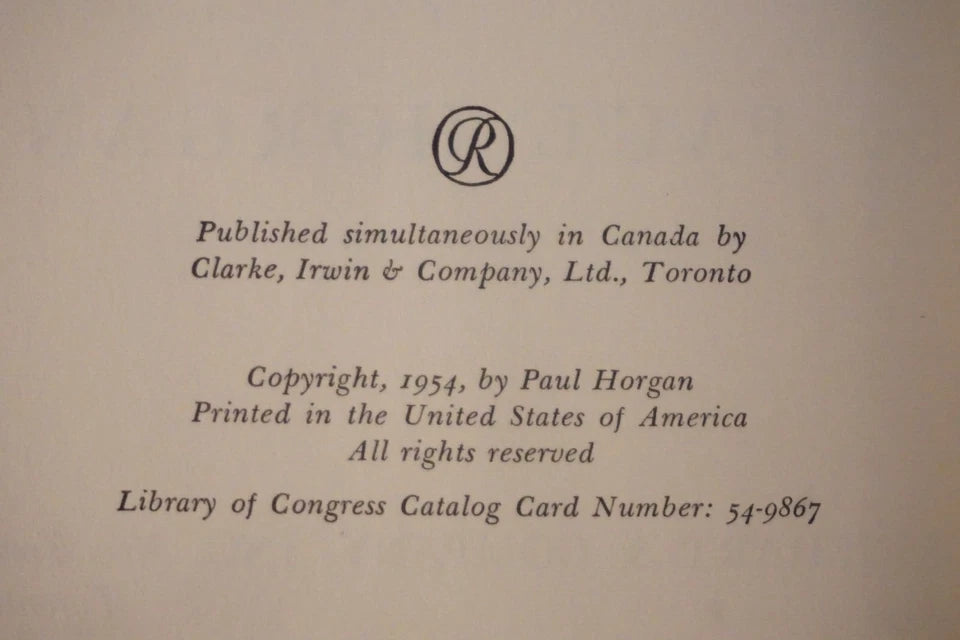 R
Published simultaneously in Canada by
Clarke, Irwin & Company, Ltd., Toronto
Copyright, 1954, by Paul Horgan
Printed in the United States of America
All rights reserved
Library of Congress Catalog Card Number: 54-9867